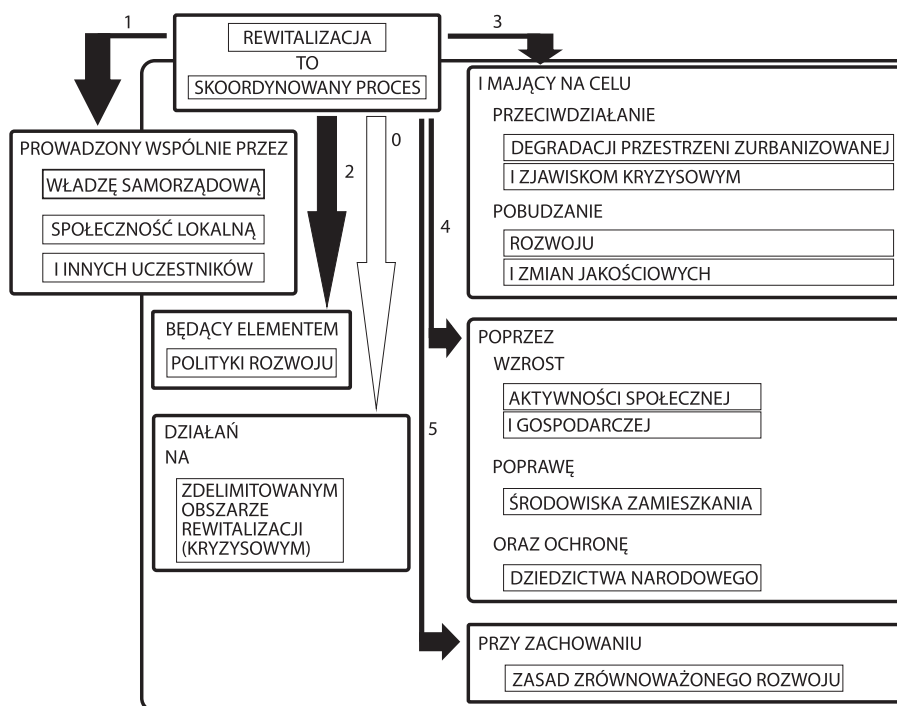 1
REWITALIZACJA
TO
SKOORDYNOWANY PROCES
3
PROWADZONY WSPÓLNIE PRZEZ
WŁADZĘ SAMORZĄDOWĄ
SPOŁECZNOŚĆ LOKALNĄ
I INNYCH UCZESTNIKÓW
2
0
4
5
BĘDĄCY ELEMENTEM
POLITYKI ROZWOJU
DZIAŁAŃ
NA
ZDELIMITOWANYM
OBSZARZE
REWITALIZACJI
(KRYZYSOWYM)
I MAJĄCY NA CELU
PRZECIWDZIAŁANIE
DEGRADACJI PRZESTRZENI ZURBANIZOWANEJ
I ZJAWISKOM KRYZYSOWYM
POBUDZANIE
ROZWOJU
I ZMIAN JAKOŚCIOWYCH
POPRZEZ
WZROST
AKTYWNOŚCI SPOŁECZNEJ
I GOSPODARCZEJ
POPRAWĘ
ŚRODOWISKA ZAMIESZKANIA
ORAZ OCHRONĘ
DZIEDZICTWA NARODOWEGO
PRZY ZACHOWANIU
ZASAD ZRÓWNOWAŻONEGO ROZWOJU